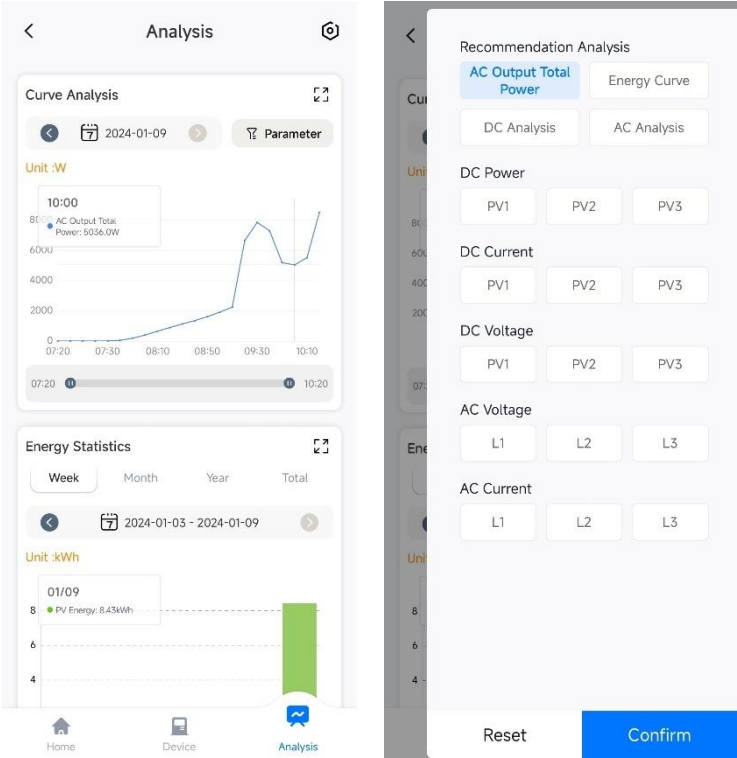 Analysis
Curve Analysis
7 2024-01-09 Parameter
Unit :W
10:00
AC Output Total
Power: 5036.0W
6000
4000
2000
0
07:20 07:30 08:10 08:50 09:30 10:10
07:20 10:20
Energy Statistics
Week Month Year Total
7 2024-01-03 - 2024-01-09
Unit :kWh
01/09
8 PV Energy: 8.43kWh
6
4
Home Device Analysis
Recommendation Analysis
AC Output Total
Power
Energy Curve
DC Analysis AC Analysis
DC Power
PV1 PV2 PV3
DC Current
PV1 PV2 PV3
DC Voltage
PV1 PV2 PV3
AC Voltage
L1 L2 L3
AC Current
L1 L2 L3
Reset Confirm
8
6
4